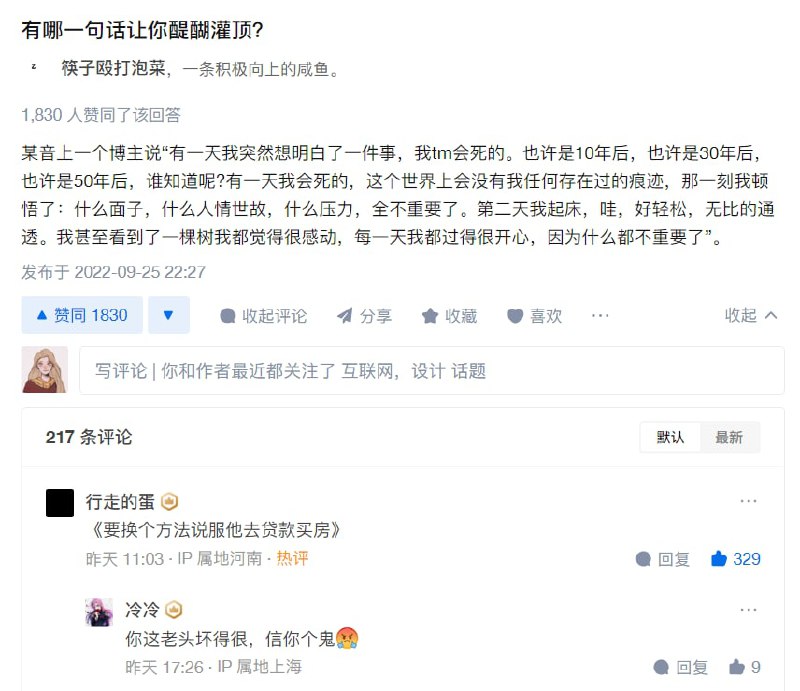 有哪一句话让你醍醐灌顶?
筷子殴打泡菜，一条积极向上的咸鱼。
1,830 人赞同了该回答
某音上一个博主说“有一天我突然想明白了一件事，我tm会死的。也许是10年后，也许是30年后，
也许是50年后，谁知道呢?有一天我会死的，这个世界上会没有我任何存在过的痕迹，那一刻我顿
悟了：什么面子，什么人情世故，什么压力，全不重要了。第二天我起床，哇，好轻松，无比的通
透。我甚至看到了一棵树我都觉得很感动，每一天我都过得很开心，因为什么都不重要了”。
发布于 2022-09-25 22:27
赞同 1830 收起评论 分享 收藏 喜欢 ··· 收起
写评论 | 你和作者最近都关注了 互联网，设计 话题
217 条评论 默认 最新
行走的蛋 ···
《要换个方法说服他去贷款买房》
昨天 11:03 · IP 属地河南 · 热评 回复 329
冷冷 ···
你这老头坏得很，信你个鬼😡
昨天 17:26 · IP 属地上海 回复 9